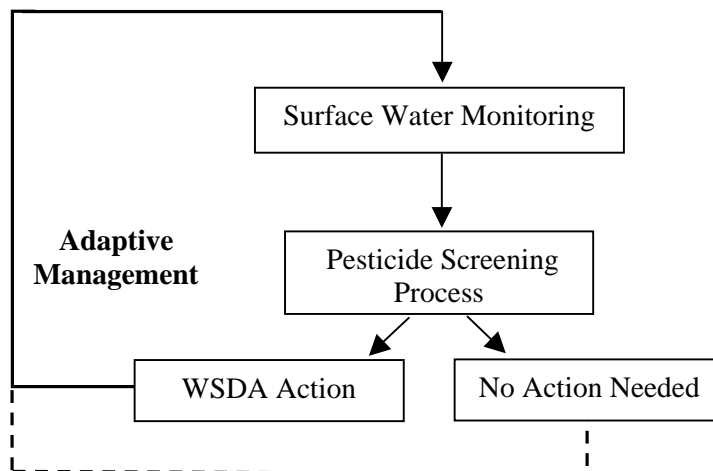 Surface Water Monitoring
Adaptive
Management
Pesticide Screening
Process
WSDA Action
No Action Needed